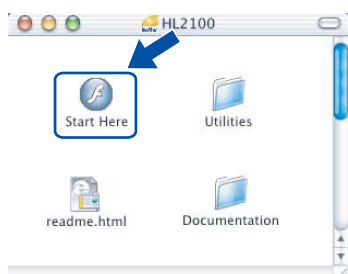 HL2100
Start Here
Utilities
readme.html
Documentation